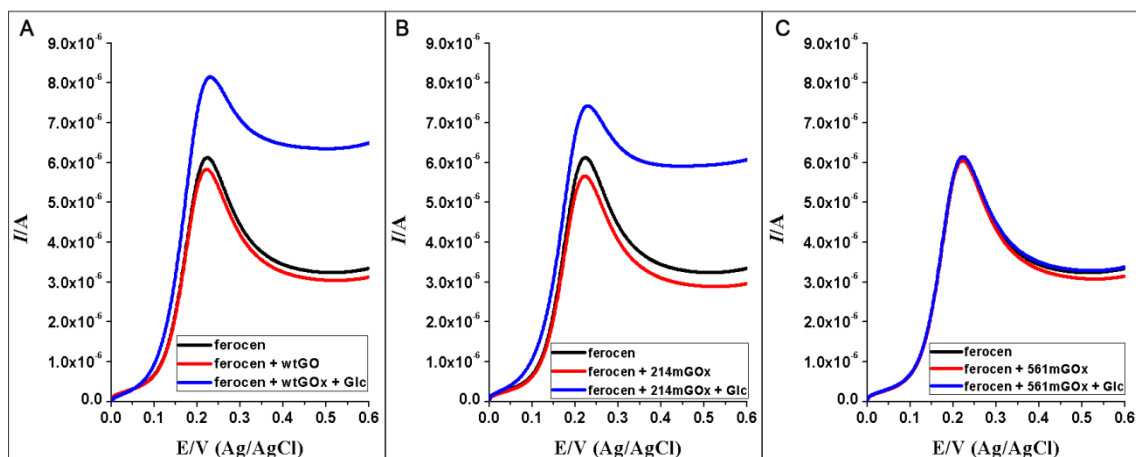 A
9.0x10⁻⁶
8.0x10⁻⁶
7.0x10⁻⁶
6.0x10⁻⁶
5.0x10⁻⁶
4.0x10⁻⁶
3.0x10⁻⁶
2.0x10⁻⁶
1.0x10⁻⁶
0.0
I/A
ferocen
ferocen + wtGO
ferocen + wtGOx + Glc
0.0 0.1 0.2 0.3 0.4 0.5 0.6
E/V (Ag/AgCl)
B
9.0x10⁻⁶
8.0x10⁻⁶
7.0x10⁻⁶
6.0x10⁻⁶
5.0x10⁻⁶
4.0x10⁻⁶
3.0x10⁻⁶
2.0x10⁻⁶
1.0x10⁻⁶
0.0
I/A
ferocen
ferocen + 214mGOx
ferocen + 214mGOx + Glc
0.0 0.1 0.2 0.3 0.4 0.5 0.6
E/V (Ag/AgCl)
C
9.0x10⁻⁶
8.0x10⁻⁶
7.0x10⁻⁶
6.0x10⁻⁶
5.0x10⁻⁶
4.0x10⁻⁶
3.0x10⁻⁶
2.0x10⁻⁶
1.0x10⁻⁶
0.0
I/A
ferocen
ferocen + 561mGOx
ferocen + 561mGOx + Glc
0.0 0.1 0.2 0.3 0.4 0.5 0.6
E/V (Ag/AgCl)